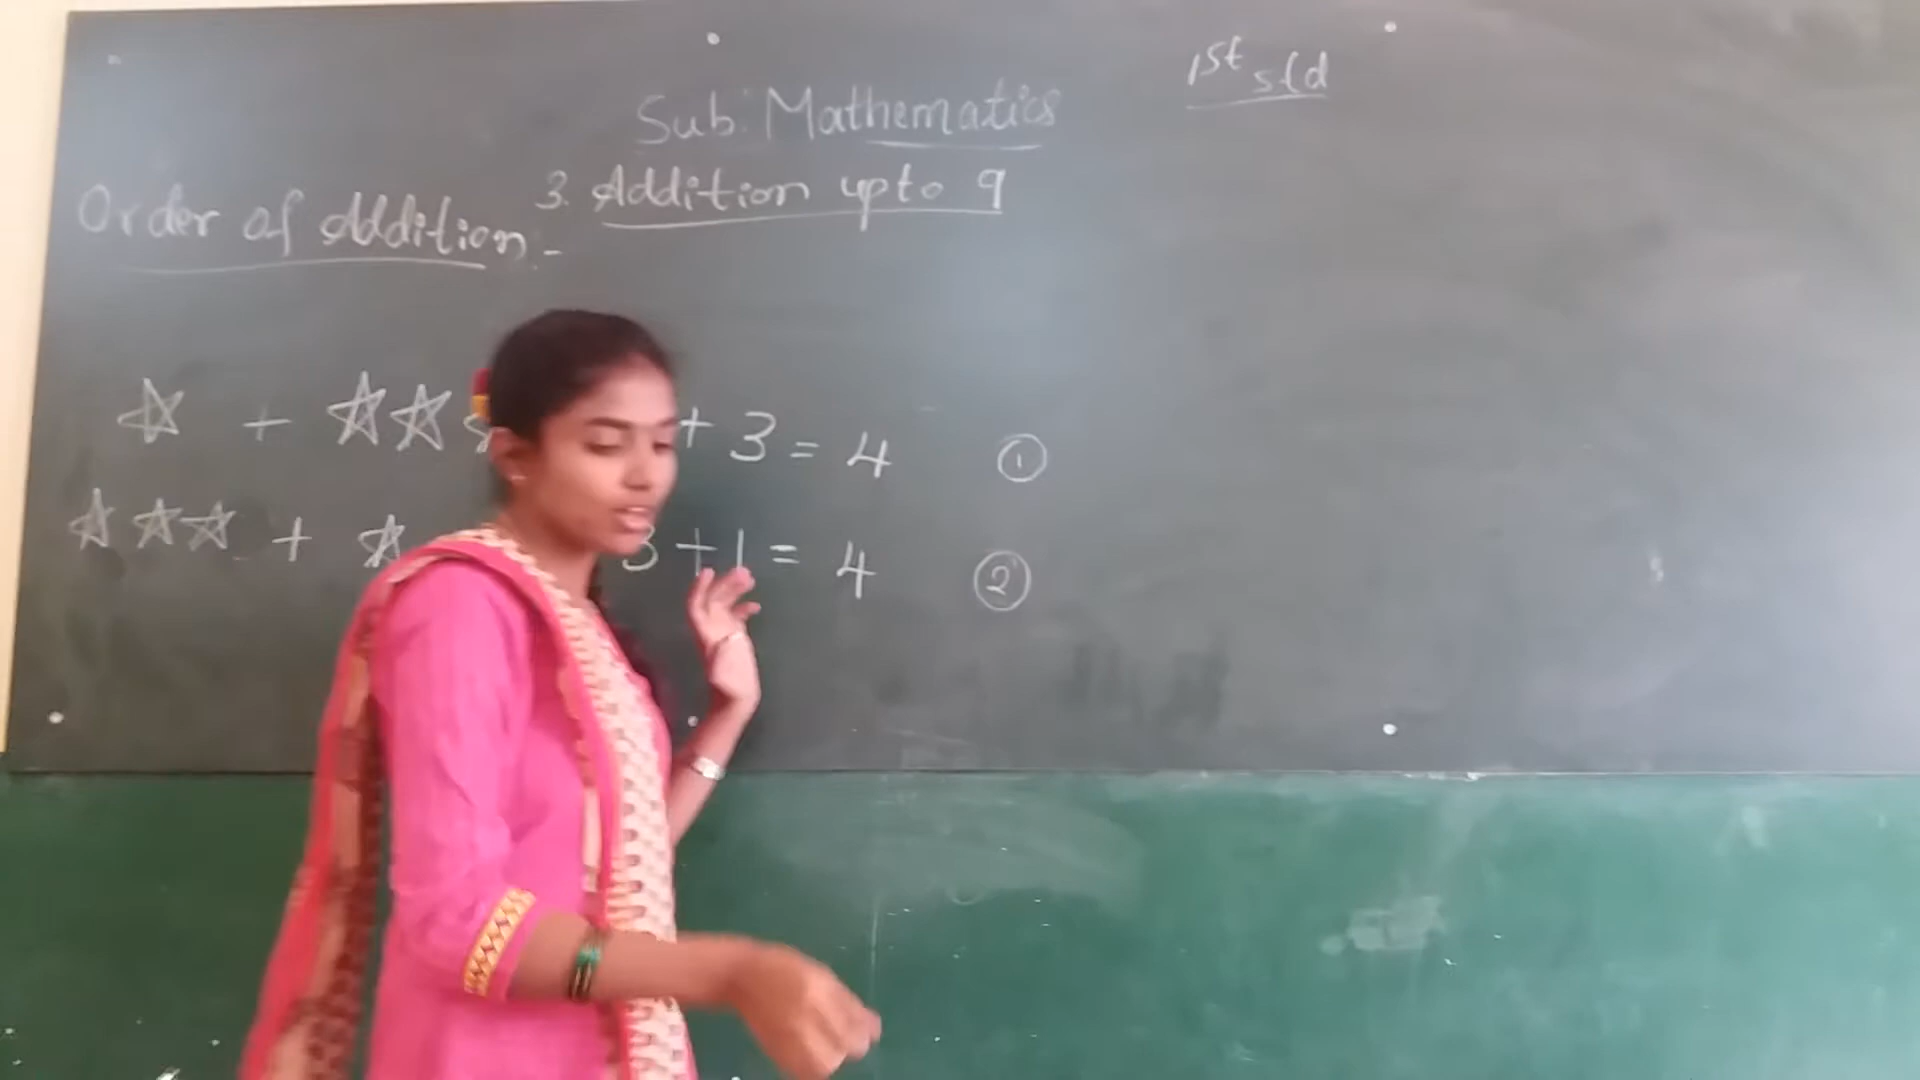 1st std
Sub: Mathematics
3. Addition upto 9
Order of Addition:-
+ + 3 = 4 ①
+ 3 + 1 = 4 ②